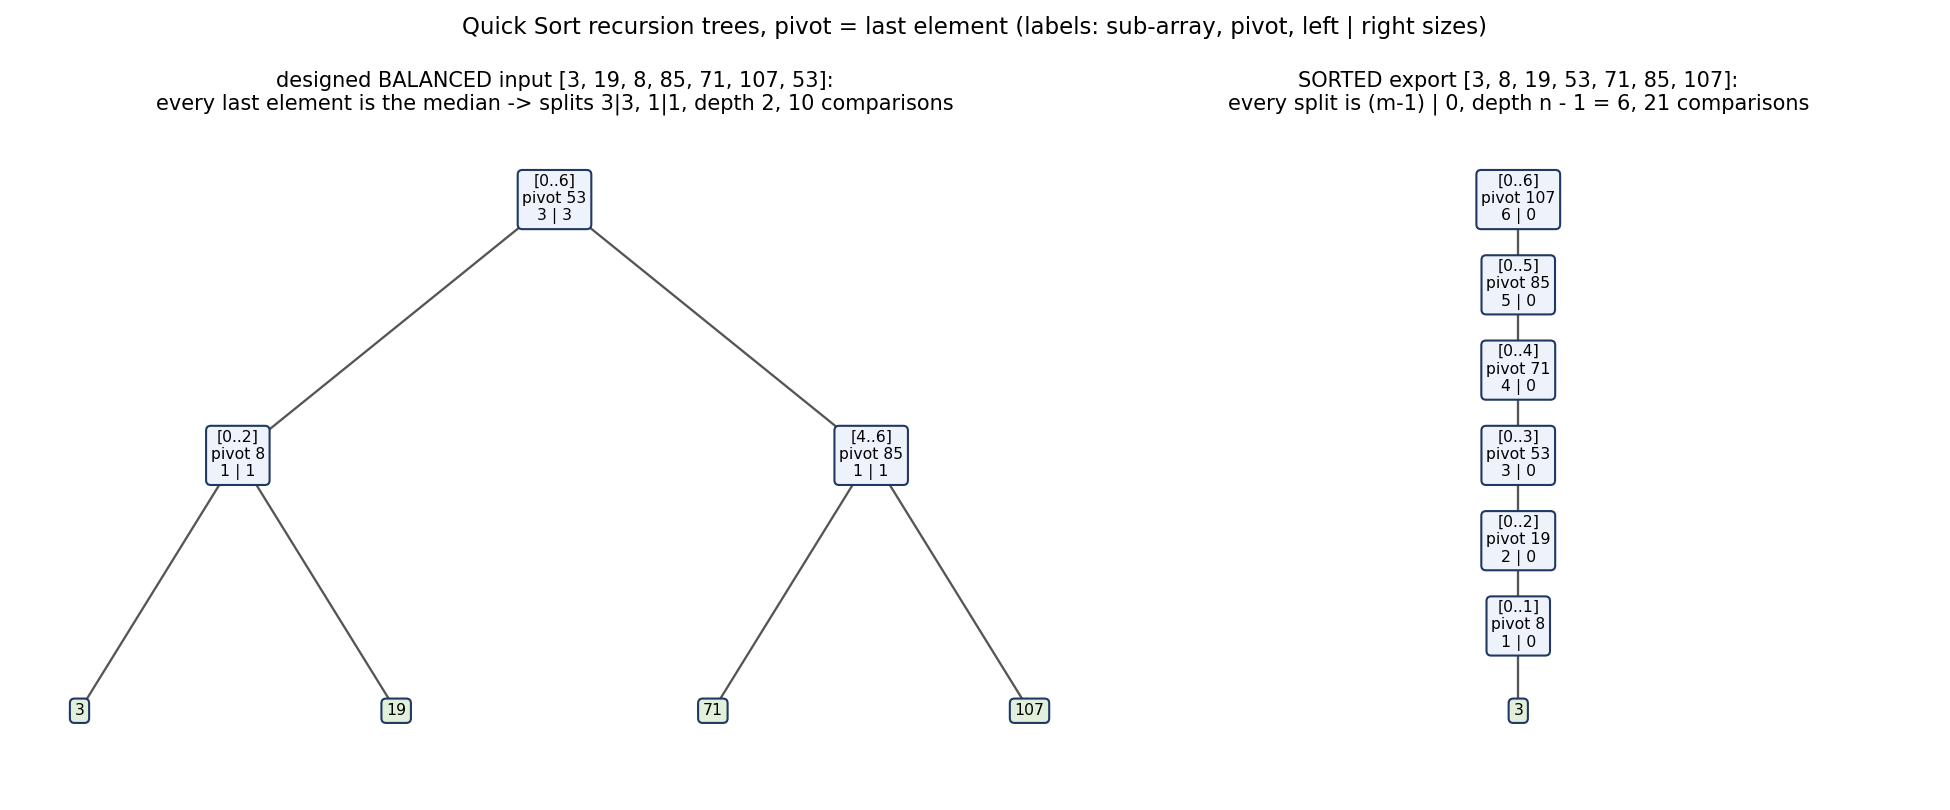 Quick Sort recursion trees, pivot = last element (labels: sub-array, pivot, left | right sizes)
designed BALANCED input [3, 19, 8, 85, 71, 107, 53]:
every last element is the median -> splits 3|3, 1|1, depth 2, 10 comparisons
[0..6]
pivot 53
3 | 3
[0..2]
pivot 8
1 | 1
[4..6]
pivot 85
1 | 1
3
19
71
107
SORTED export [3, 8, 19, 53, 71, 85, 107]:
every split is (m-1) | 0, depth n - 1 = 6, 21 comparisons
[0..6]
pivot 107
6 | 0
[0..5]
pivot 85
5 | 0
[0..4]
pivot 71
4 | 0
[0..3]
pivot 53
3 | 0
[0..2]
pivot 19
2 | 0
[0..1]
pivot 8
1 | 0
3